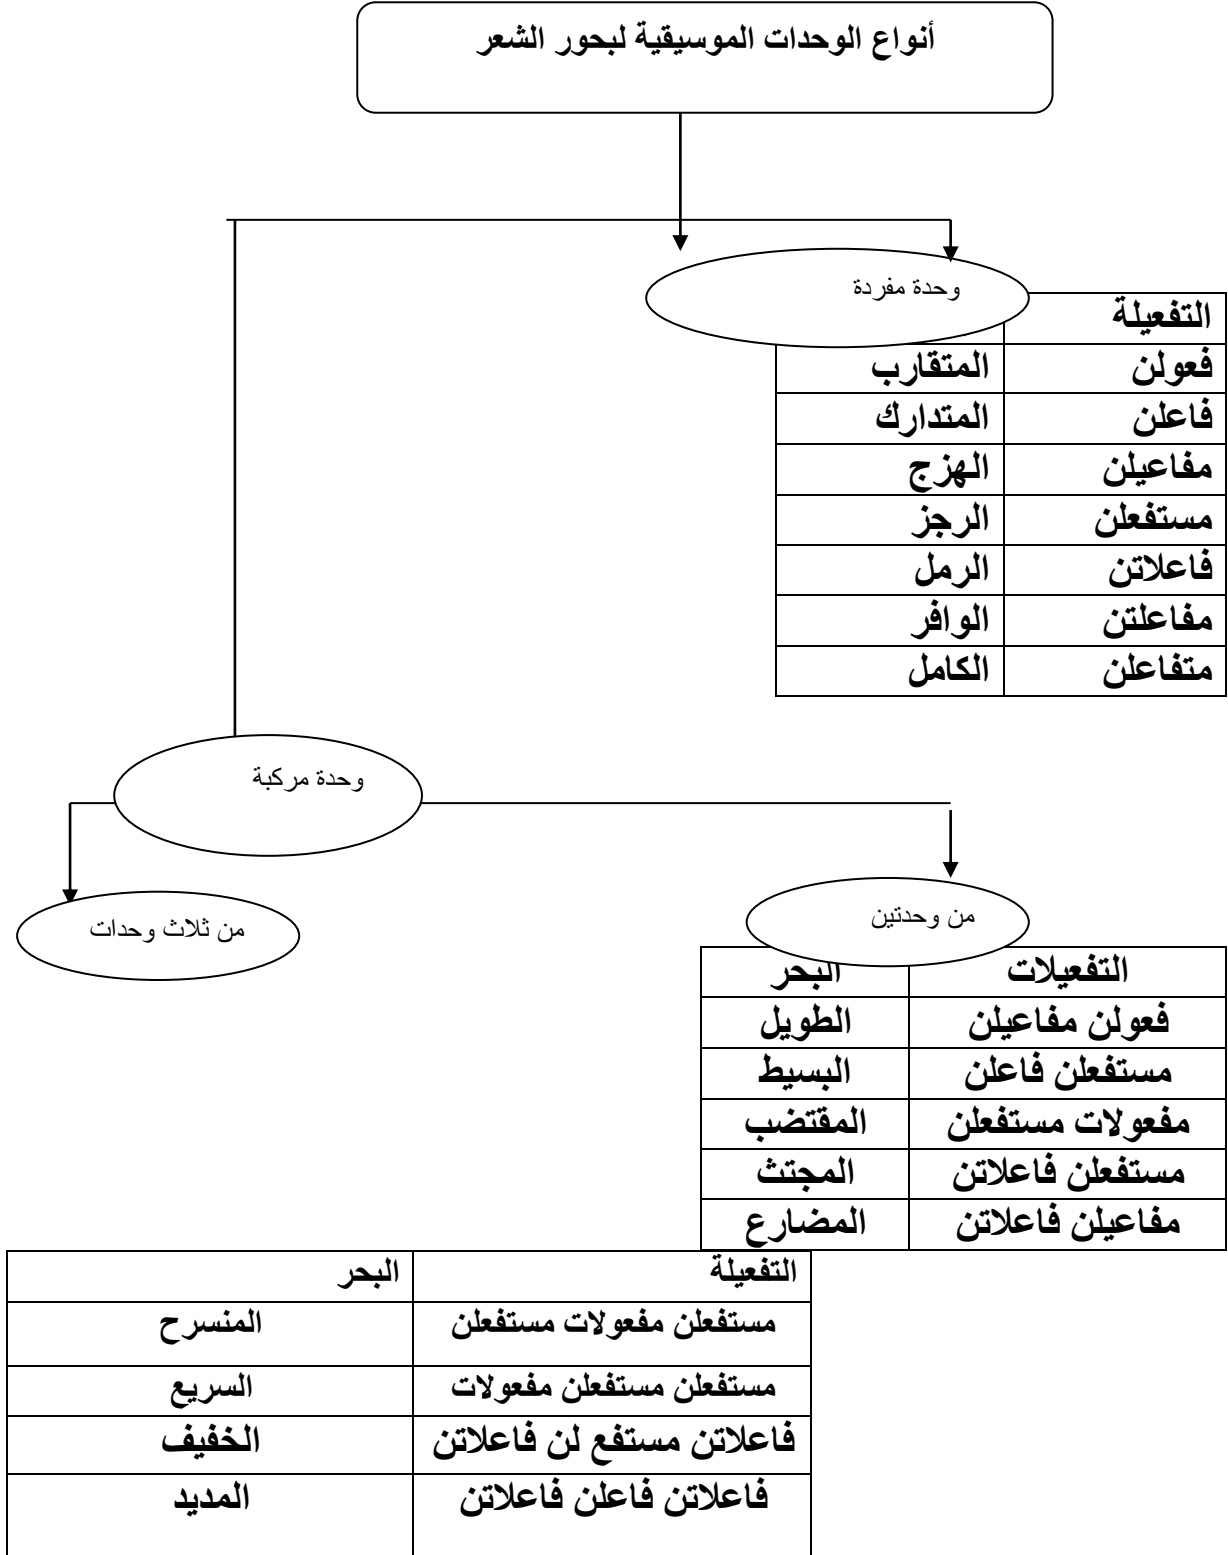 أنواع الوحدات الموسيقية لبحور الشعر
وحدة مفردة
التفعيلة
فعولن المتقارب
فاعلن المتدارك
مفاعيلن الهزج
مستفعلن الرجز
فاعلاتن الرمل
مفاعلتن الوافر
متفاعلن الكامل
وحدة مركبة
من وحدتين
التفعيلات البحر
فعولن مفاعيلن الطويل
مستفعلن فاعلن البسيط
مفعولات مستفعلن المقتضب
مستفعلن فاعلاتن المجتث
مفاعيلن فاعلاتن المضارع
من ثلاث وحدات
التفعيلة البحر
مستفعلن مفعولات مستفعلن المنسرح
مستفعلن مستفعلن مفعولات السريع
فاعلاتن مستفع لن فاعلاتن الخفيف
فاعلاتن فاعلن فاعلاتن المديد